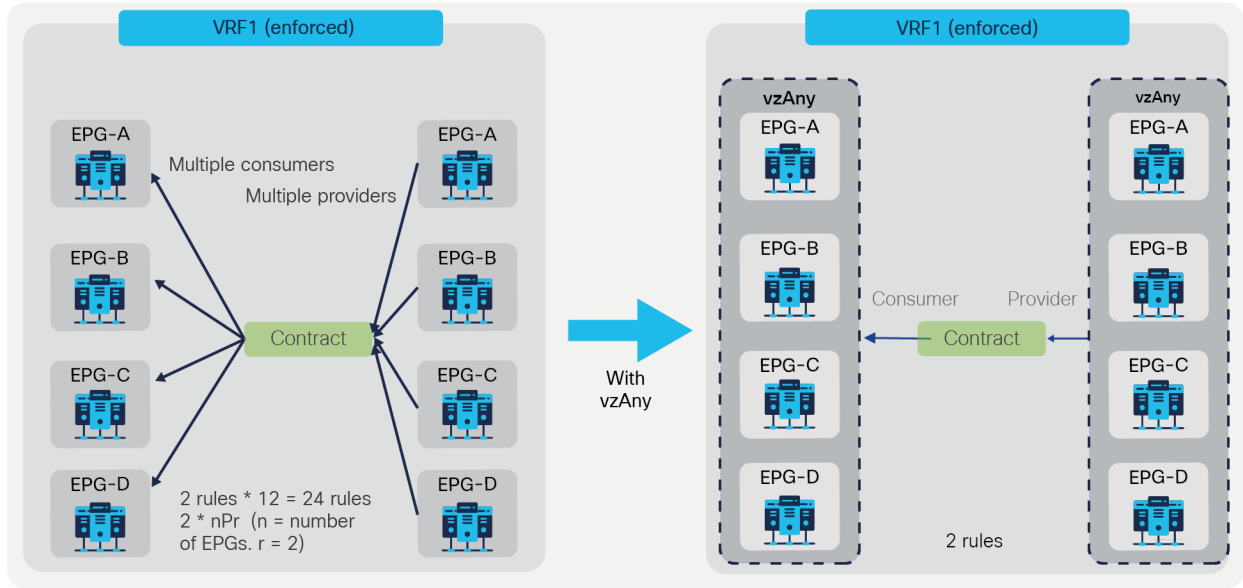 VRF1 (enforced)
EPG-A
EPG-A
Multiple consumers
Multiple providers
EPG-B
EPG-B
Contract
EPG-C
EPG-C
EPG-D
EPG-D
2 rules * 12 = 24 rules
2 * nPr (n = number
of EPGs. r = 2)
With
vzAny
VRF1 (enforced)
vzAny
vzAny
EPG-A
EPG-A
EPG-B
EPG-B
Consumer
Provider
Contract
EPG-C
EPG-C
EPG-D
EPG-D
2 rules